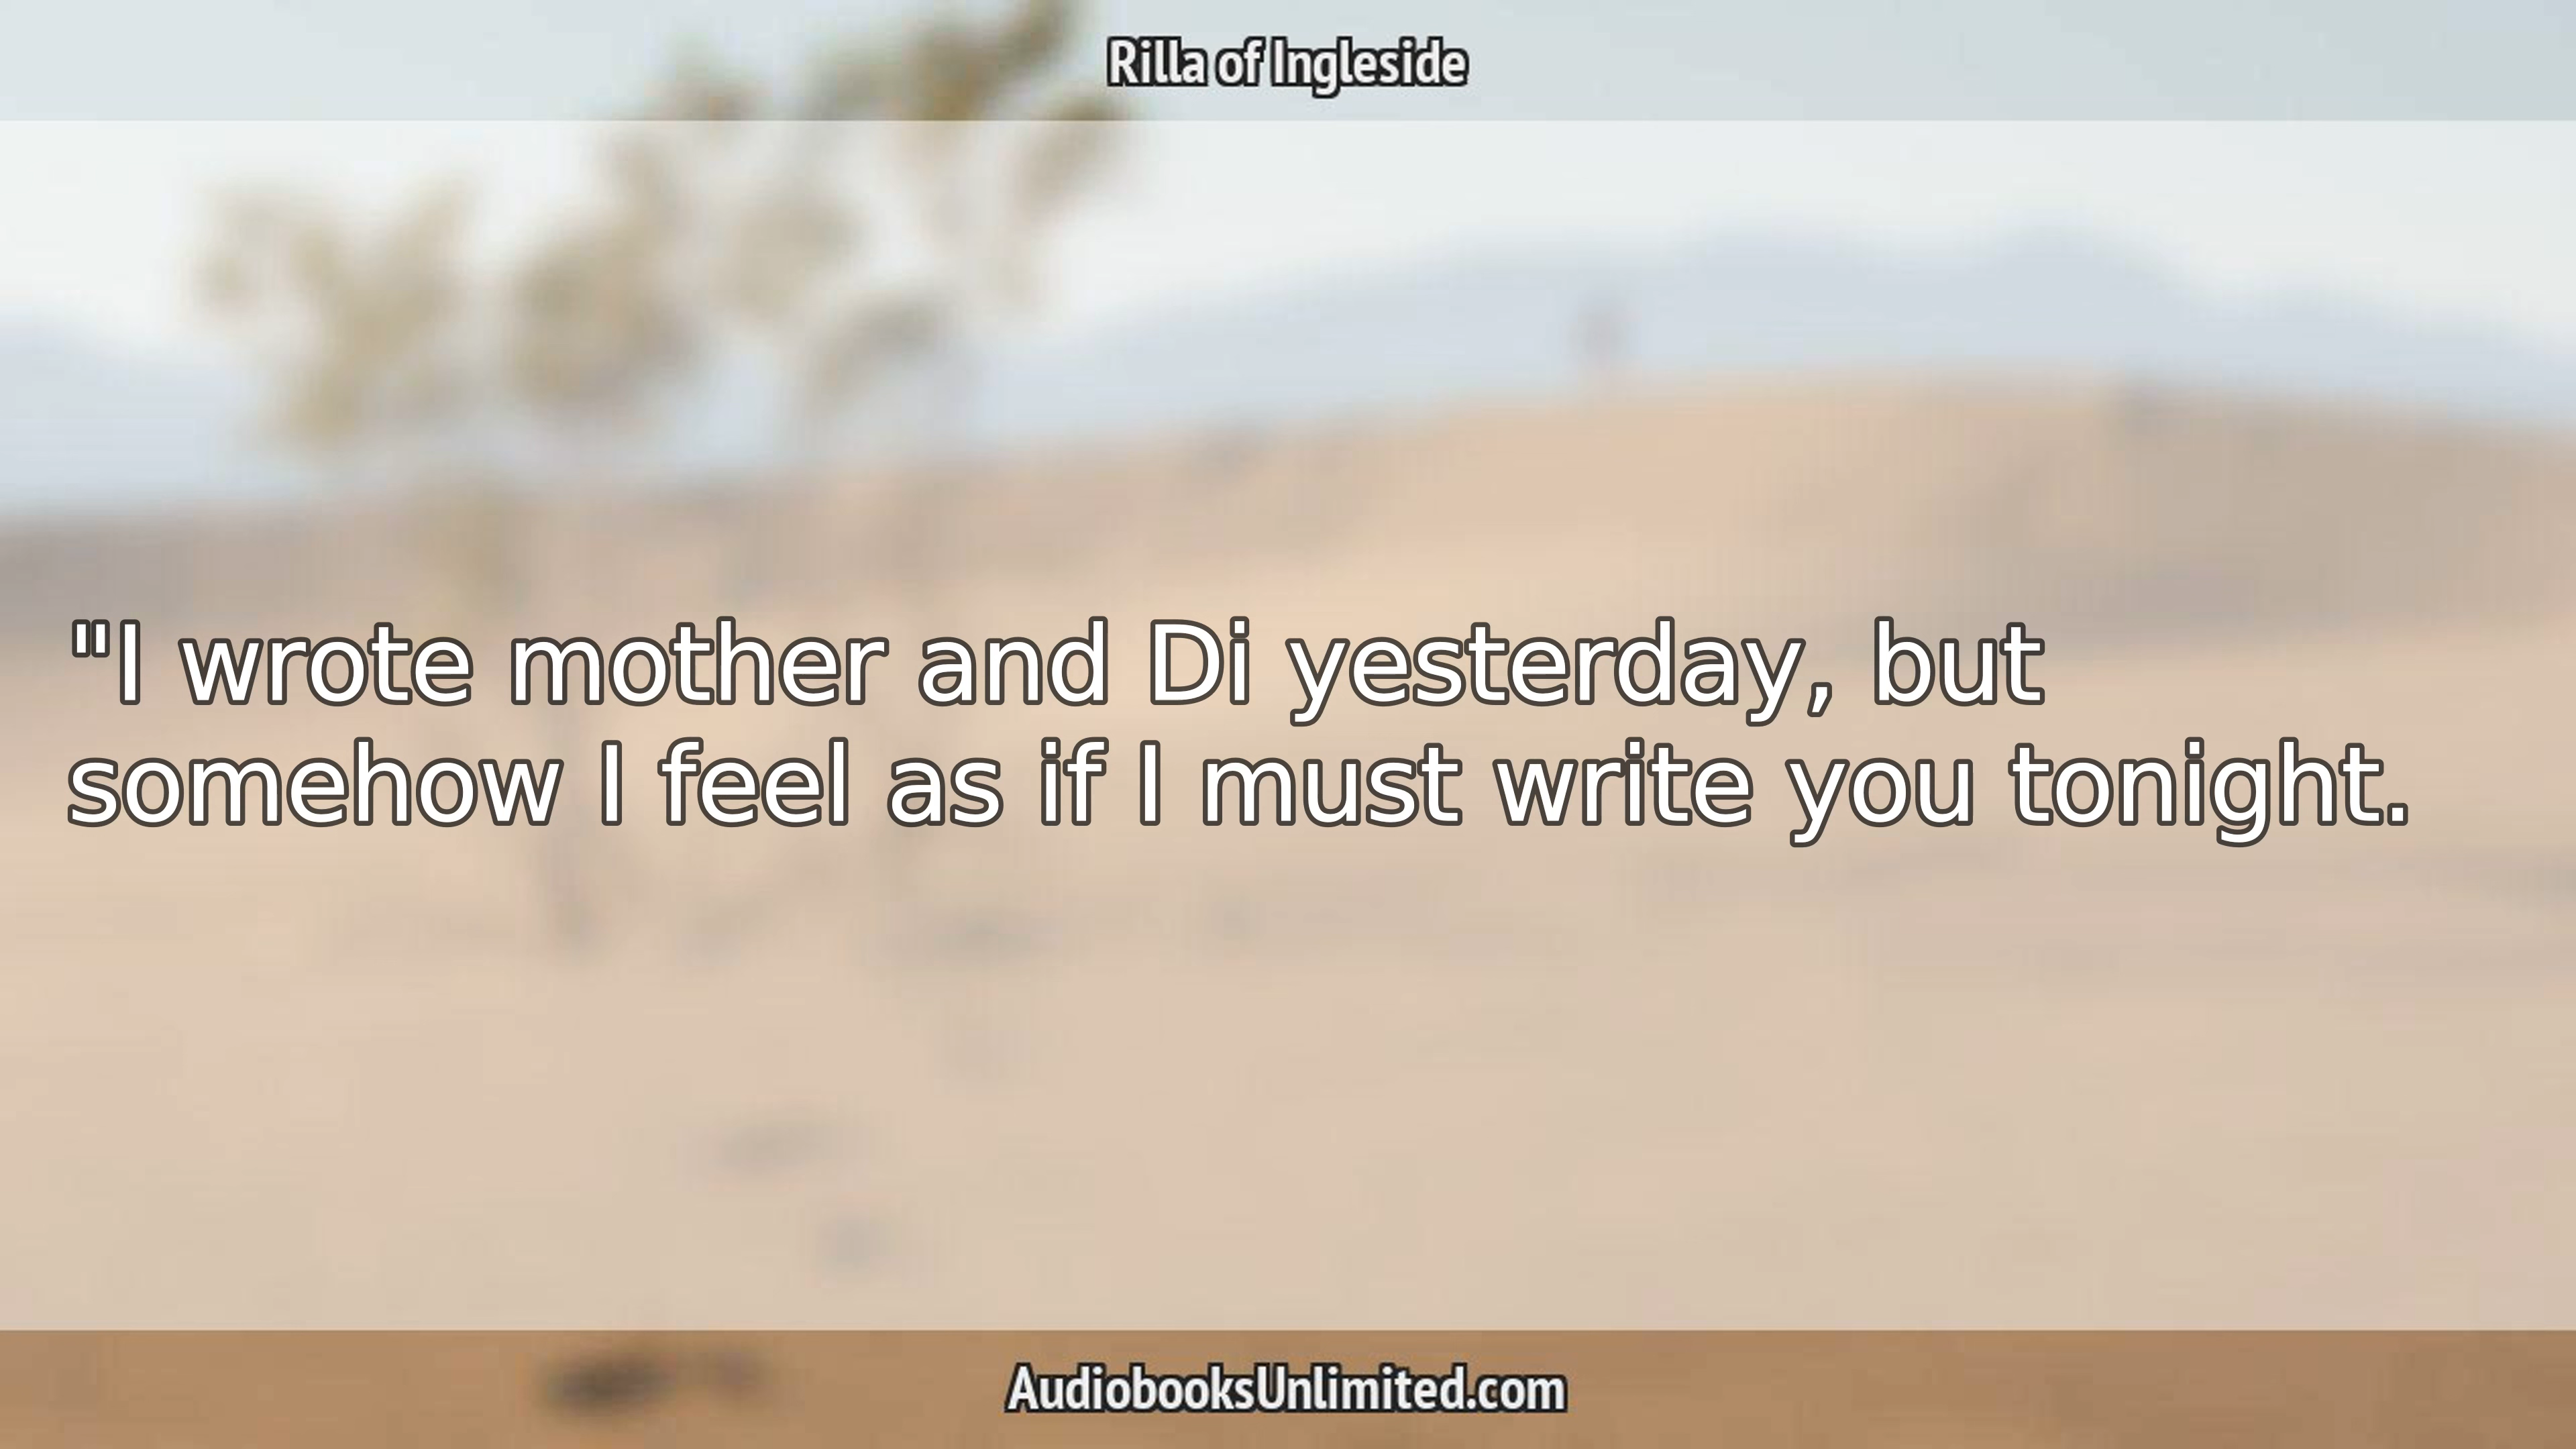 Rilla of Ingleside
"I wrote mother and Di yesterday, but
somehow I feel as if I must write you tonight.
AudiobooksUnlimited.com